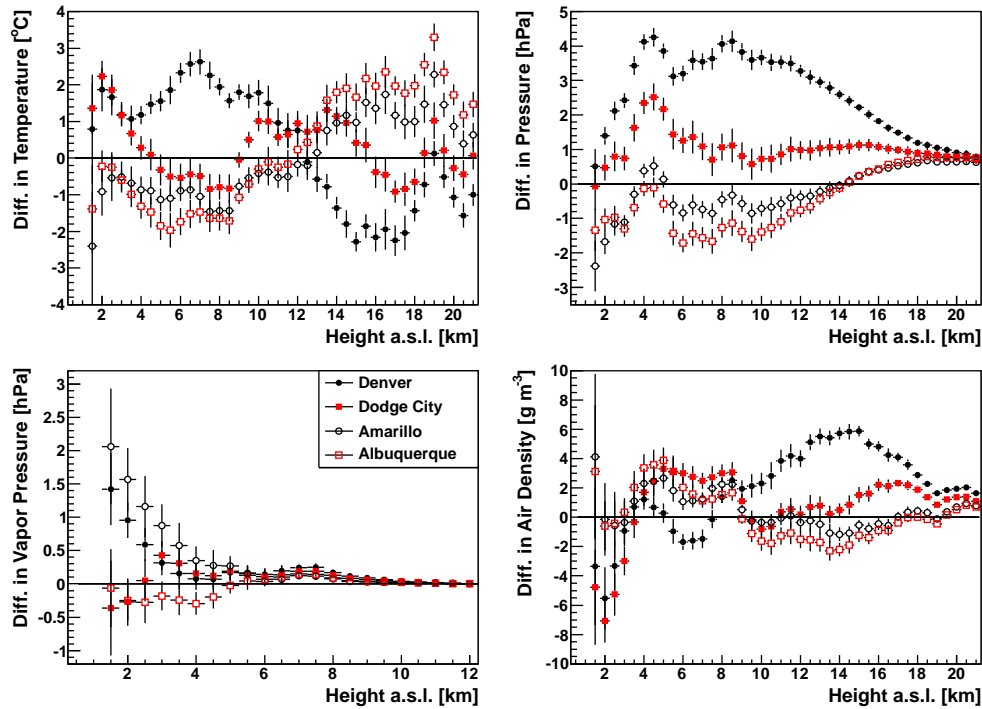 Diff. in Temperature [°C]
4
3
2
1
0
-1
-2
-3
-4
2 4 6 8 10 12 14 16 18 20
Height a.s.l. [km]
Diff. in Pressure [hPa]
5
4
3
2
1
0
-1
-2
-3
2 4 6 8 10 12 14 16 18 20
Height a.s.l. [km]
Diff. in Vapor Pressure [hPa]
3
2.5
2
1.5
1
0.5
0
-0.5
-1
Denver
Dodge City
Amarillo
Albuquerque
2 4 6 8 10 12
Height a.s.l. [km]
Diff. in Air Density [g m⁻³]
10
8
6
4
2
0
-2
-4
-6
-8
-10
2 4 6 8 10 12 14 16 18 20
Height a.s.l. [km]